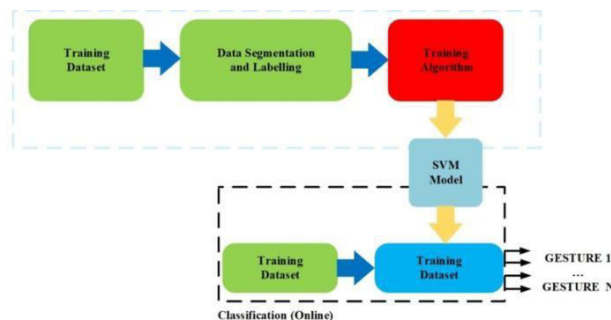 Training
Dataset
Data Segmentation
and Labelling
Training
Algorithm
SVM
Model
Training
Dataset
Training
Dataset
GESTURE 1
...
GESTURE N
Classification (Online)